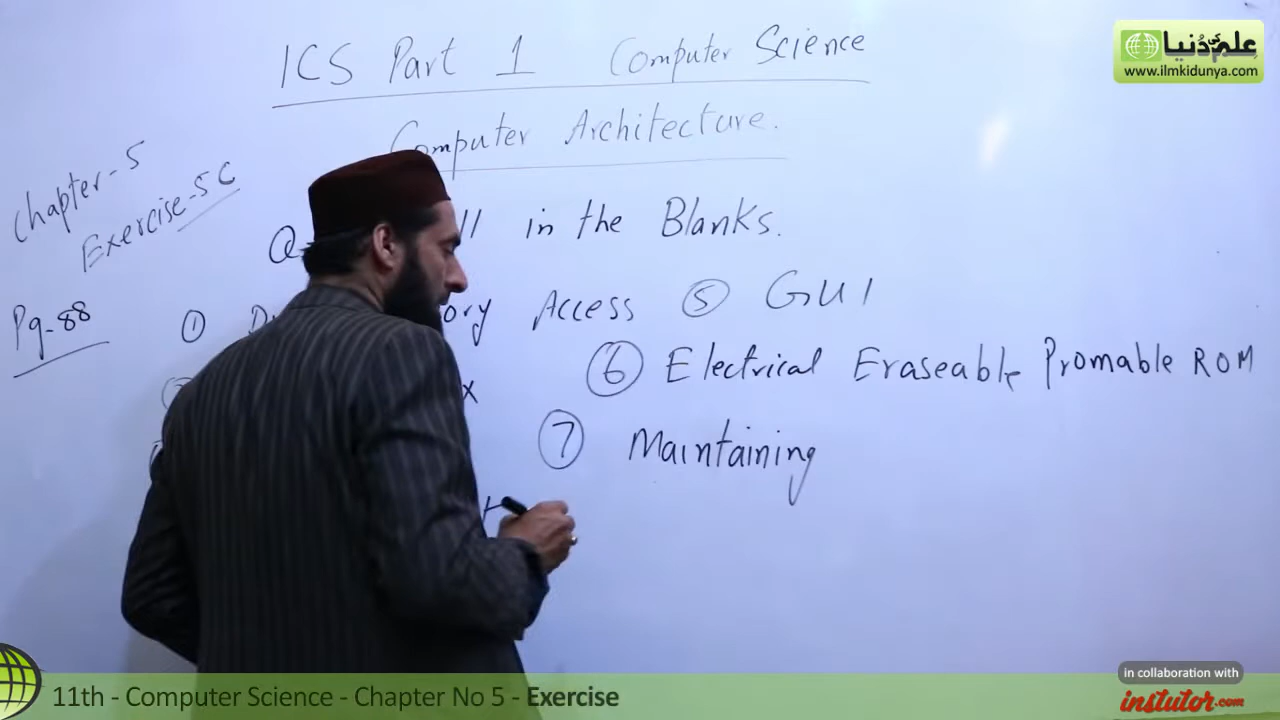 ICS Part 1 Computer Science
Computer Architecture.
Chapter-5
Exercise-5C
in the Blanks.
Pg-88
① Access ⑤ GUI
⑥ Electrical Eraseable Promable ROM
⑦ Maintaining
علم کی دُنیا
www.ilmkidunya.com
11th - Computer Science - Chapter No 5 - Exercise
in collaboration with
instutor.com